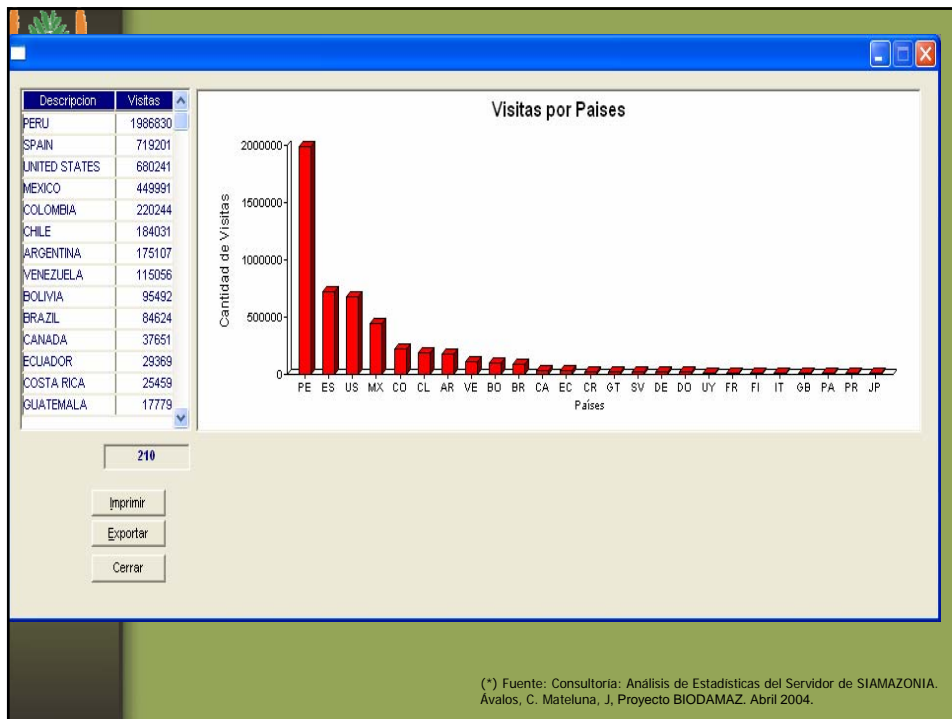 Descripcion Visitas
PERU 1986830
SPAIN 719201
UNITED STATES 680241
MEXICO 449991
COLOMBIA 220244
CHILE 184031
ARGENTINA 175107
VENEZUELA 115056
BOLIVIA 95492
BRAZIL 84624
CANADA 37651
ECUADOR 29369
COSTA RICA 25459
GUATEMALA 17779
210
Imprimir
Exportar
Cerrar
Visitas por Paises
Cantidad de Visitas
2000000
1500000
1000000
500000
0
PE ES US MX CO CL AR VE BO BR CA EC CR GT SV DE DO UY FR FI IT GB PA PR JP
Países
(*) Fuente: Consultoría: Análisis de Estadísticas del Servidor de SIAMAZONIA.
Ávalos, C. Mateluna, J, Proyecto BIODAMAZ. Abril 2004.